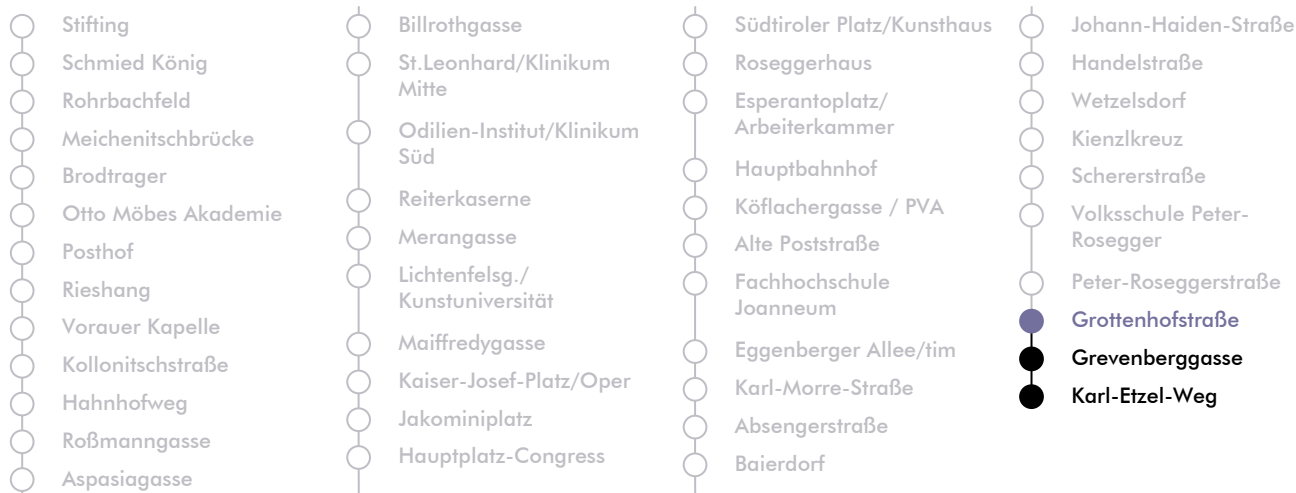 Stifting
Schmied König
Rohrbachfeld
Meichenitschbrücke
Brodtrager
Otto Möbes Akademie
Posthof
Rieshang
Vorauer Kapelle
Kollonitschstraße
Hahnhofweg
Roßmanngasse
Aspasiagasse
Billrothgasse
St.Leonhard/Klinikum
Mitte
Odilien-Institut/Klinikum
Süd
Reiterkaserne
Merangasse
Lichtenfelsg./
Kunstuniversität
Maiffredygasse
Kaiser-Josef-Platz/Oper
Jakominiplatz
Hauptplatz-Congress
Südtiroler Platz/Kunsthaus
Roseggerhaus
Esperantoplatz/
Arbeiterkammer
Hauptbahnhof
Köflachergasse / PVA
Alte Poststraße
Fachhochschule
Joanneum
Eggenberger Allee/tim
Karl-Morre-Straße
Absengerstraße
Baierdorf
Johann-Haiden-Straße
Handelstraße
Wetzelsdorf
Kienzlkreuz
Schererstraße
Volksschule Peter-
Rosegger
Peter-Roseggerstraße
Grottenhofstraße
Grevenberggasse
Karl-Etzel-Weg